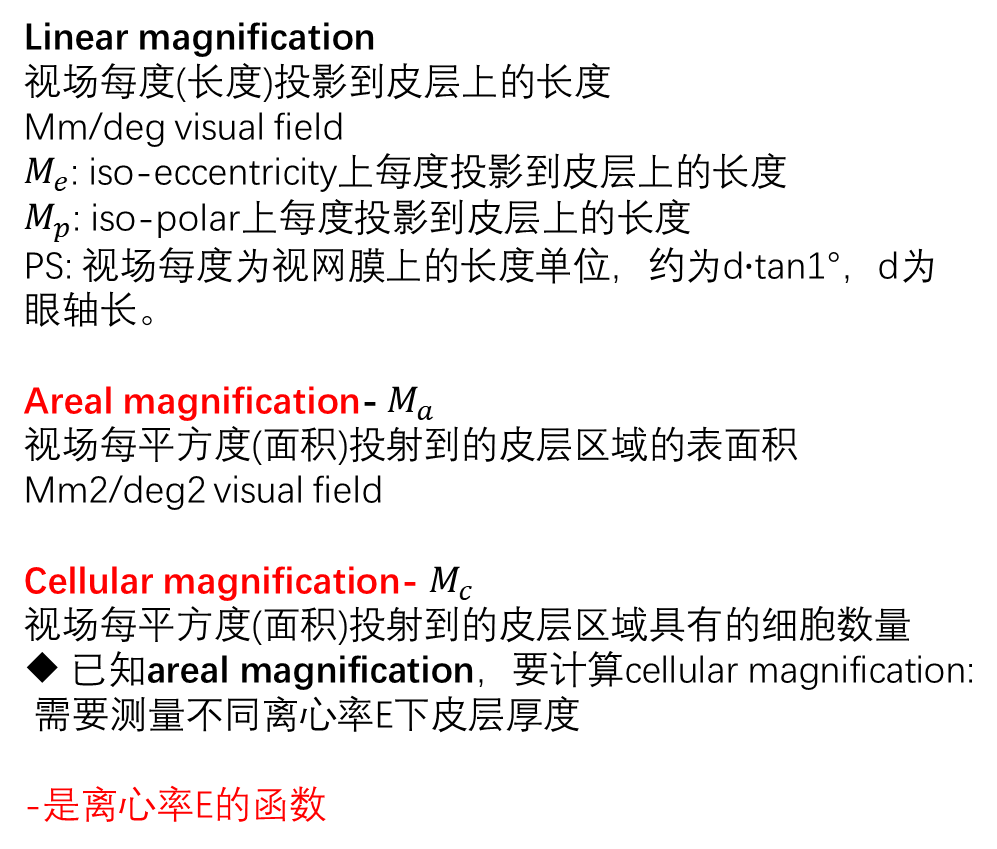 Linear magnification
视场每度(长度)投影到皮层上的长度
Mm/deg visual field
Me: iso-eccentricity上每度投影到皮层上的长度
Mp: iso-polar上每度投影到皮层上的长度
PS: 视场每度为视网膜上的长度单位，约为d·tan1°，d为
眼轴长。
Areal magnification- Ma
视场每平方度(面积)投射到的皮层区域的表面积
Mm2/deg2 visual field
Cellular magnification- Mc
视场每平方度(面积)投射到的皮层区域具有的细胞数量
◆ 已知areal magnification，要计算cellular magnification:
需要测量不同离心率E下皮层厚度
-是离心率E的函数